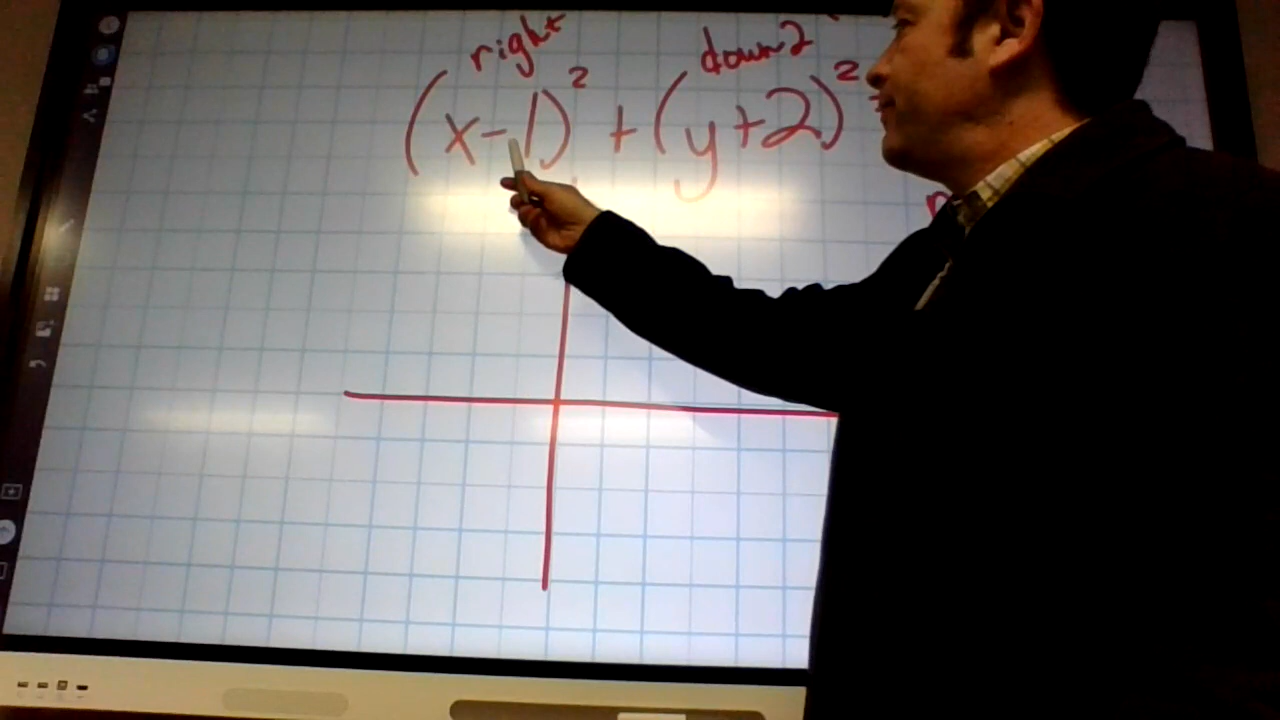 right down 2
(x-1)² + (y+2)²